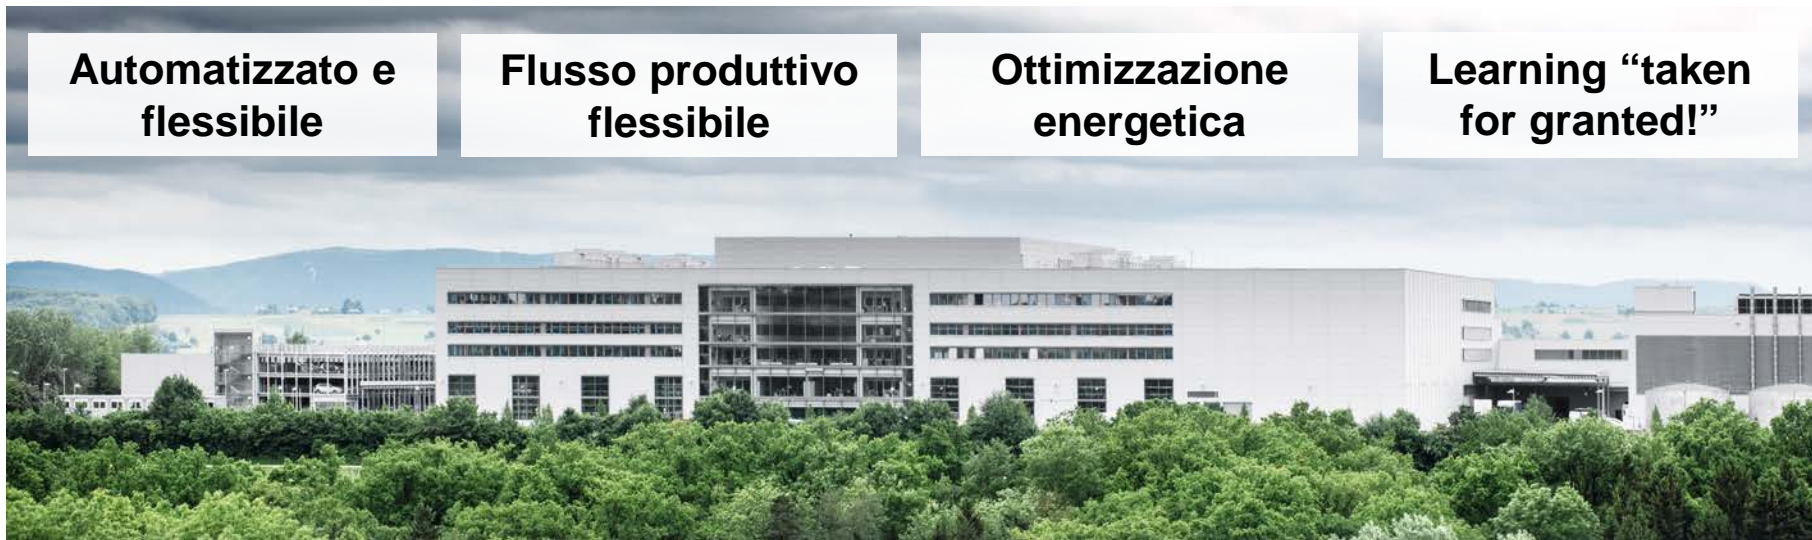 Automatizzato e
flessibile
Flusso produttivo
flessibile
Ottimizzazione
energetica
Learning “taken
for granted!”